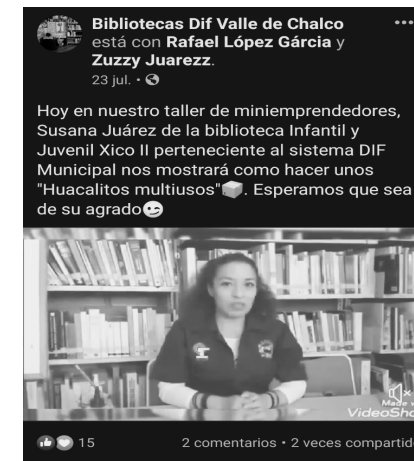 Bibliotecas Dif Valle de Chalco
está con Rafael López Gárcia y
Zuzzy Juarezz.
23 jul. •
Hoy en nuestro taller de miniemprendedores,
Susana Juárez de la biblioteca Infantil y
Juvenil Xico II perteneciente al sistema DIF
Municipal nos mostrará como hacer unos
"Huacalitos multiusos"📦. Esperamos que sea
de su agrado😉
Made w
VideoSho
15
2 comentarios • 2 veces compartid